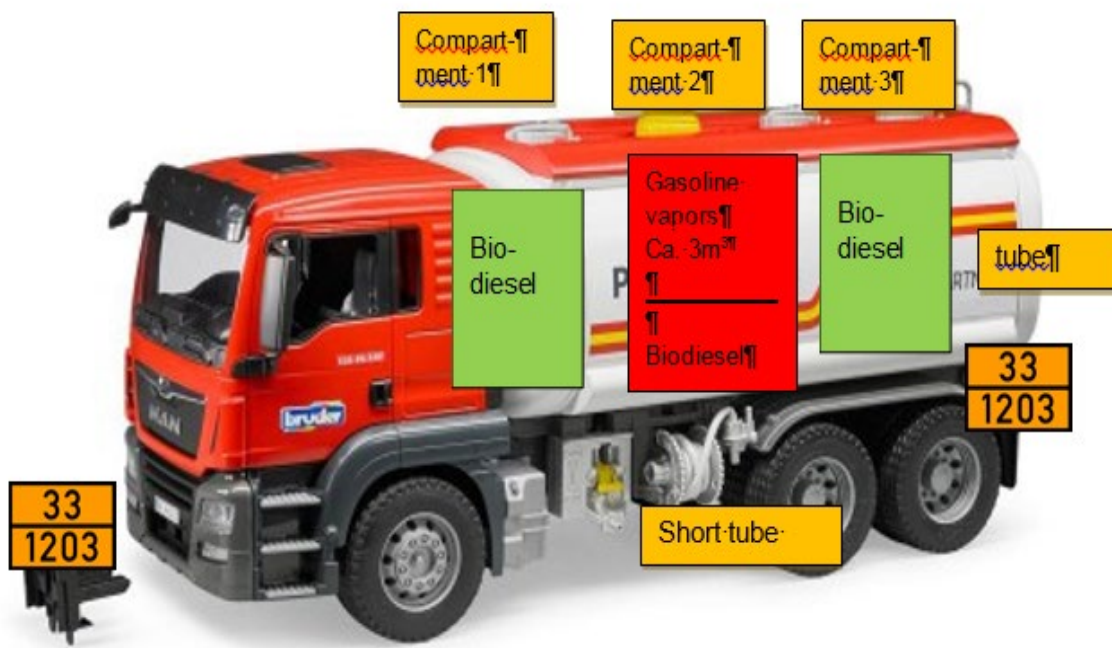 Compart-¶
ment·1¶
Compart-¶
ment·2¶
Compart-¶
ment·3¶
Bio-
diesel
Gasoline·
vapors¶
Ca.·3m³¶
¶
¶
Biodiesel¶
Bio-
diesel
tube¶
P
33
1203
MAN
bruder
33
1203
Short·tube·